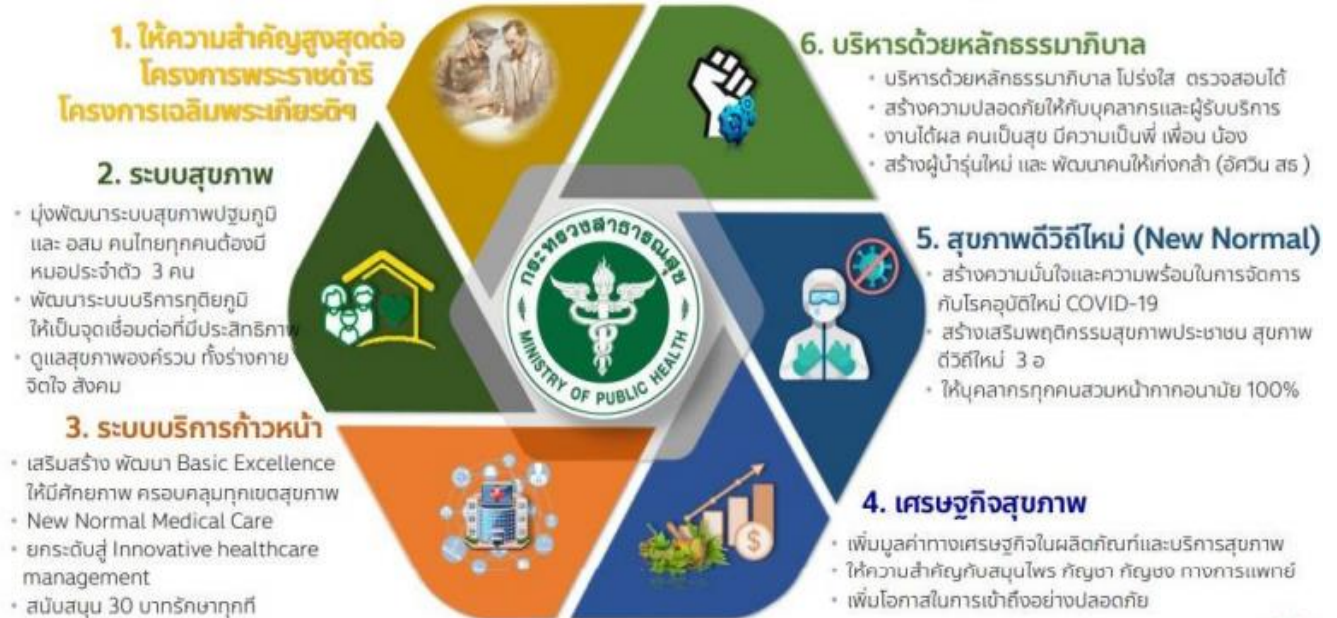 1. ให้ความสำคัญสูงสุดต่อ
โครงการพระราชดำริ
โครงการเฉลิมพระเกียรติฯ
2. ระบบสุขภาพ
• มุ่งพัฒนาระบบสุขภาพปฐมภูมิ
และ อสม คนไทยทุกคนต้องมี
หมอประจำตัว 3 คน
• พัฒนาระบบบริการทุติยภูมิ
ให้เป็นจุดเชื่อมต่อที่มีประสิทธิภาพ
• ดูแลสุขภาพองค์รวม ทั้งร่างกาย
จิตใจ สังคม
3. ระบบบริการก้าวหน้า
• เสริมสร้าง พัฒนา Basic Excellence
ให้มีศักยภาพ ครอบคลุมทุกเขตสุขภาพ
• New Normal Medical Care
• ยกระดับสู่ Innovative healthcare
management
• สนับสนุน 30 บาทรักษาทุกที่
กระทรวงสาธารณสุข
MINISTRY OF PUBLIC HEALTH
6. บริหารด้วยหลักธรรมาภิบาล
• บริหารด้วยหลักธรรมาภิบาล โปร่งใส ตรวจสอบได้
• สร้างความปลอดภัยให้กับบุคลากรและผู้รับบริการ
• งานได้ผล คนเป็นสุข มีความเป็นพี่ เพื่อน น้อง
• สร้างผู้นำรุ่นใหม่ และ พัฒนาคนให้เก่งกล้า (อัศวิน สธ )
5. สุขภาพดีวิถีใหม่ (New Normal)
• สร้างความมั่นใจและความพร้อมในการจัดการ
กับโรคอุบัติใหม่ COVID-19
• สร้างเสริมพฤติกรรมสุขภาพประชาชน สุขภาพ
ดีวิถีใหม่ 3 อ
• ให้บุคลากรทุกคนสวมหน้ากากอนามัย 100%
4. เศรษฐกิจสุขภาพ
• เพิ่มมูลค่าทางเศรษฐกิจในผลิตภัณฑ์และบริการสุขภาพ
• ให้ความสำคัญกับสมุนไพร กัญชา กัญชง ทางการแพทย์
• เพิ่มโอกาสในการเข้าถึงอย่างปลอดภัย